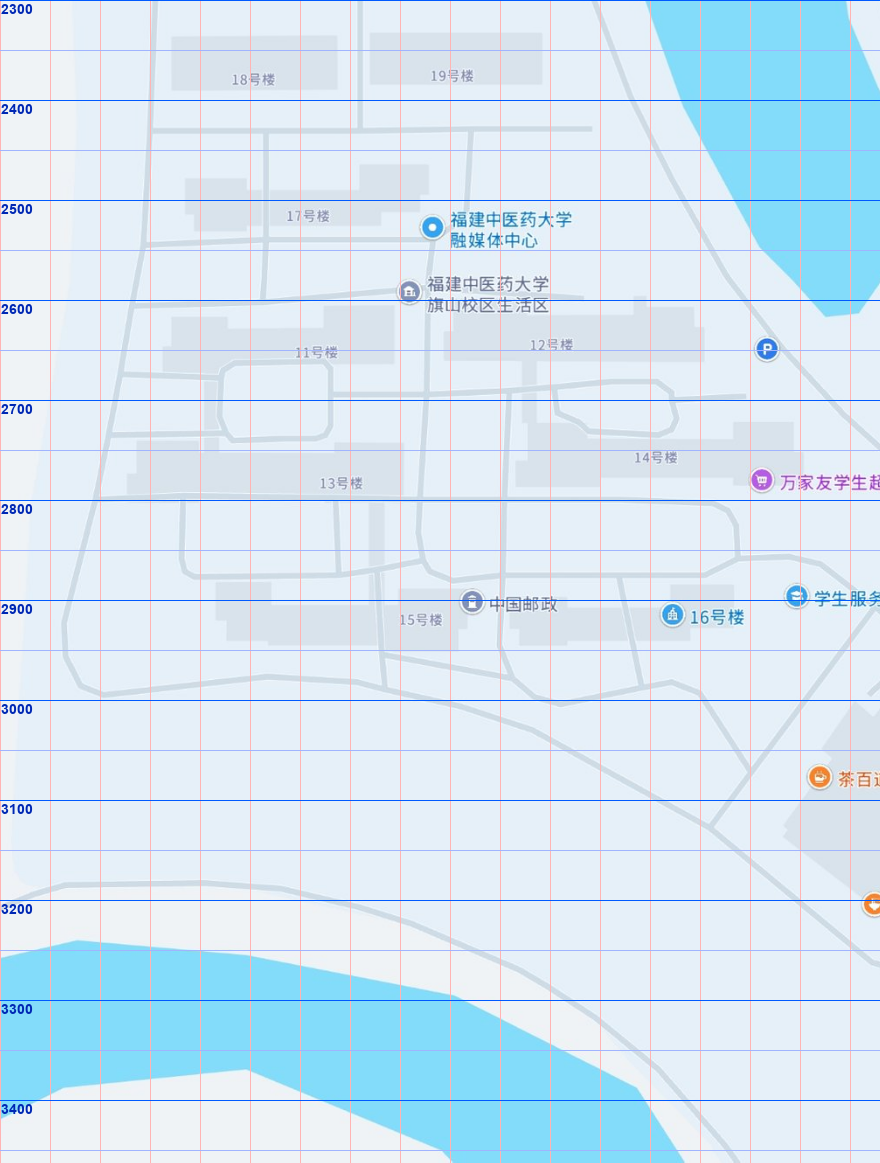 2300
18号楼
19号楼
2400
2500
17号楼
福建中医药大学
融媒体中心
福建中医药大学
旗山校区生活区
2600
11号楼
12号楼
P
2700
14号楼
13号楼
万家友学生超
2800
2900
中国邮政
学生服务
15号楼
16号楼
3000
茶百道
3100
3200
3300
3400